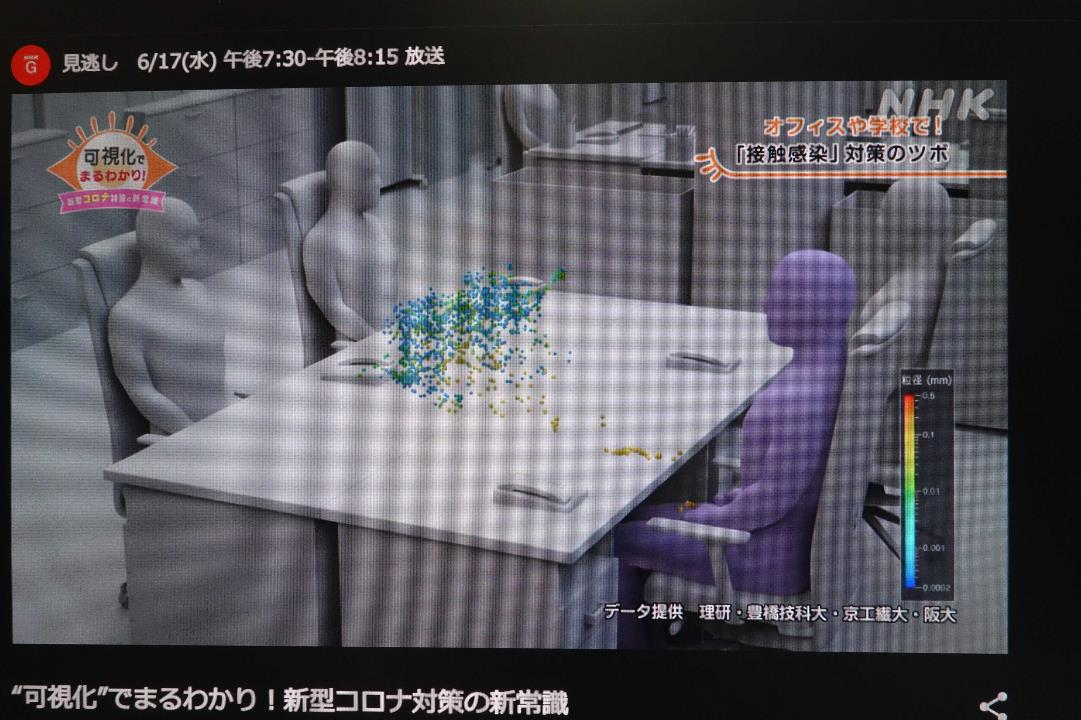 NHK
G
見逃し 6/17(水) 午後7:30-午後8:15 放送
NHK
可視化で
まるわかり!
新型コロナ対策の新常識
オフィスや学校で!
「接触感染」対策のツボ
粒径 (mm)
0.5
0.1
0.01
0.001
0.0002
データ提供 理研・豊橋技科大・京工繊大・阪大
“可視化”でまるわかり!新型コロナ対策の新常識